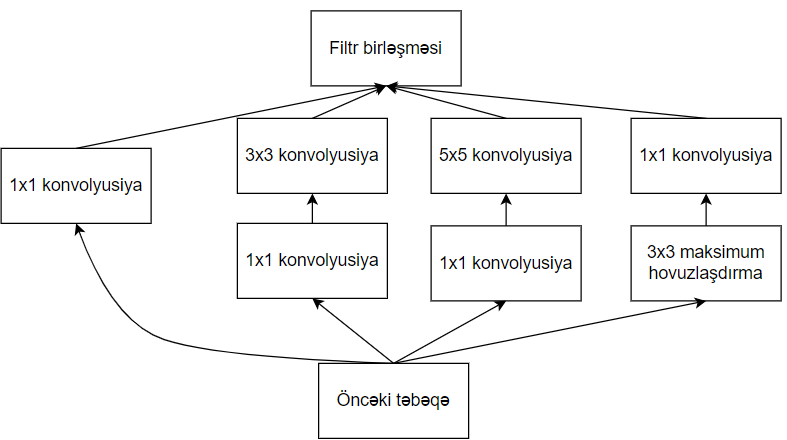 Filtr birləşməsi
1x1 konvolyusiya
3x3 konvolyusiya
5x5 konvolyusiya
1x1 konvolyusiya
1x1 konvolyusiya
1x1 konvolyusiya
3x3 maksimum
hovuzlaşdırma
Öncəki təbəqə